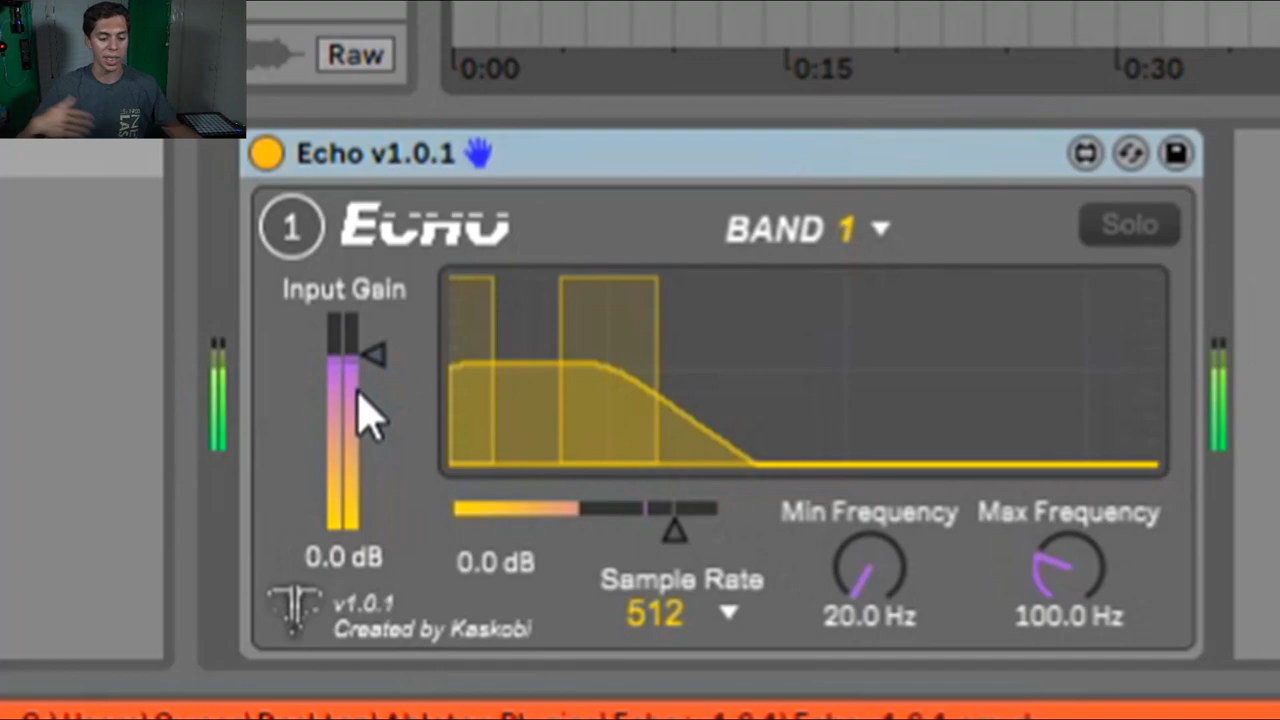 Raw
0:00 0:15 0:30
Echo v1.0.1
1 ECHO BAND 1 Solo
Input Gain
0.0 dB
0.0 dB
Sample Rate
512
Min Frequency Max Frequency
20.0 Hz 100.0 Hz
v1.0.1
Created by Kaskobi